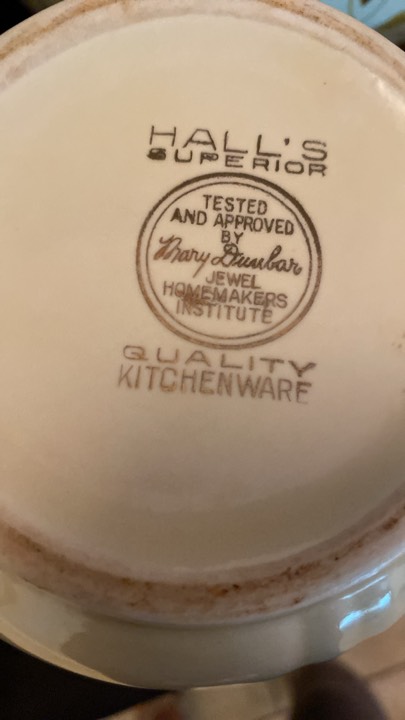 HALL'S
SUPERIOR
TESTED
AND APPROVED
BY
Mary Dunbar
JEWEL
HOMEMAKERS
INSTITUTE
QUALITY
KITCHENWARE